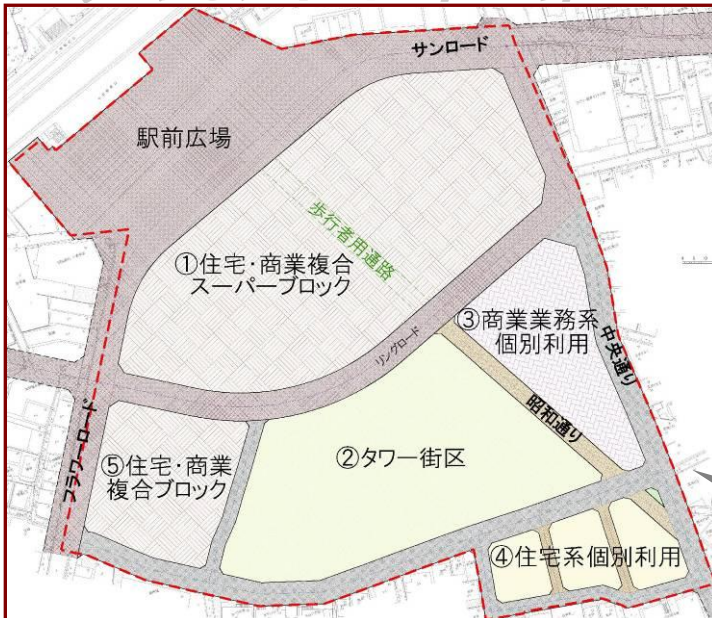 サンロード
駅前広場
歩行者用通路
①住宅・商業複合
スーパーブロック
③商業業務系
個別利用
中央通り
リングロード
昭和通り
フラワーロード
⑤住宅・商業
複合ブロック
②タワー街区
④住宅系個別利用